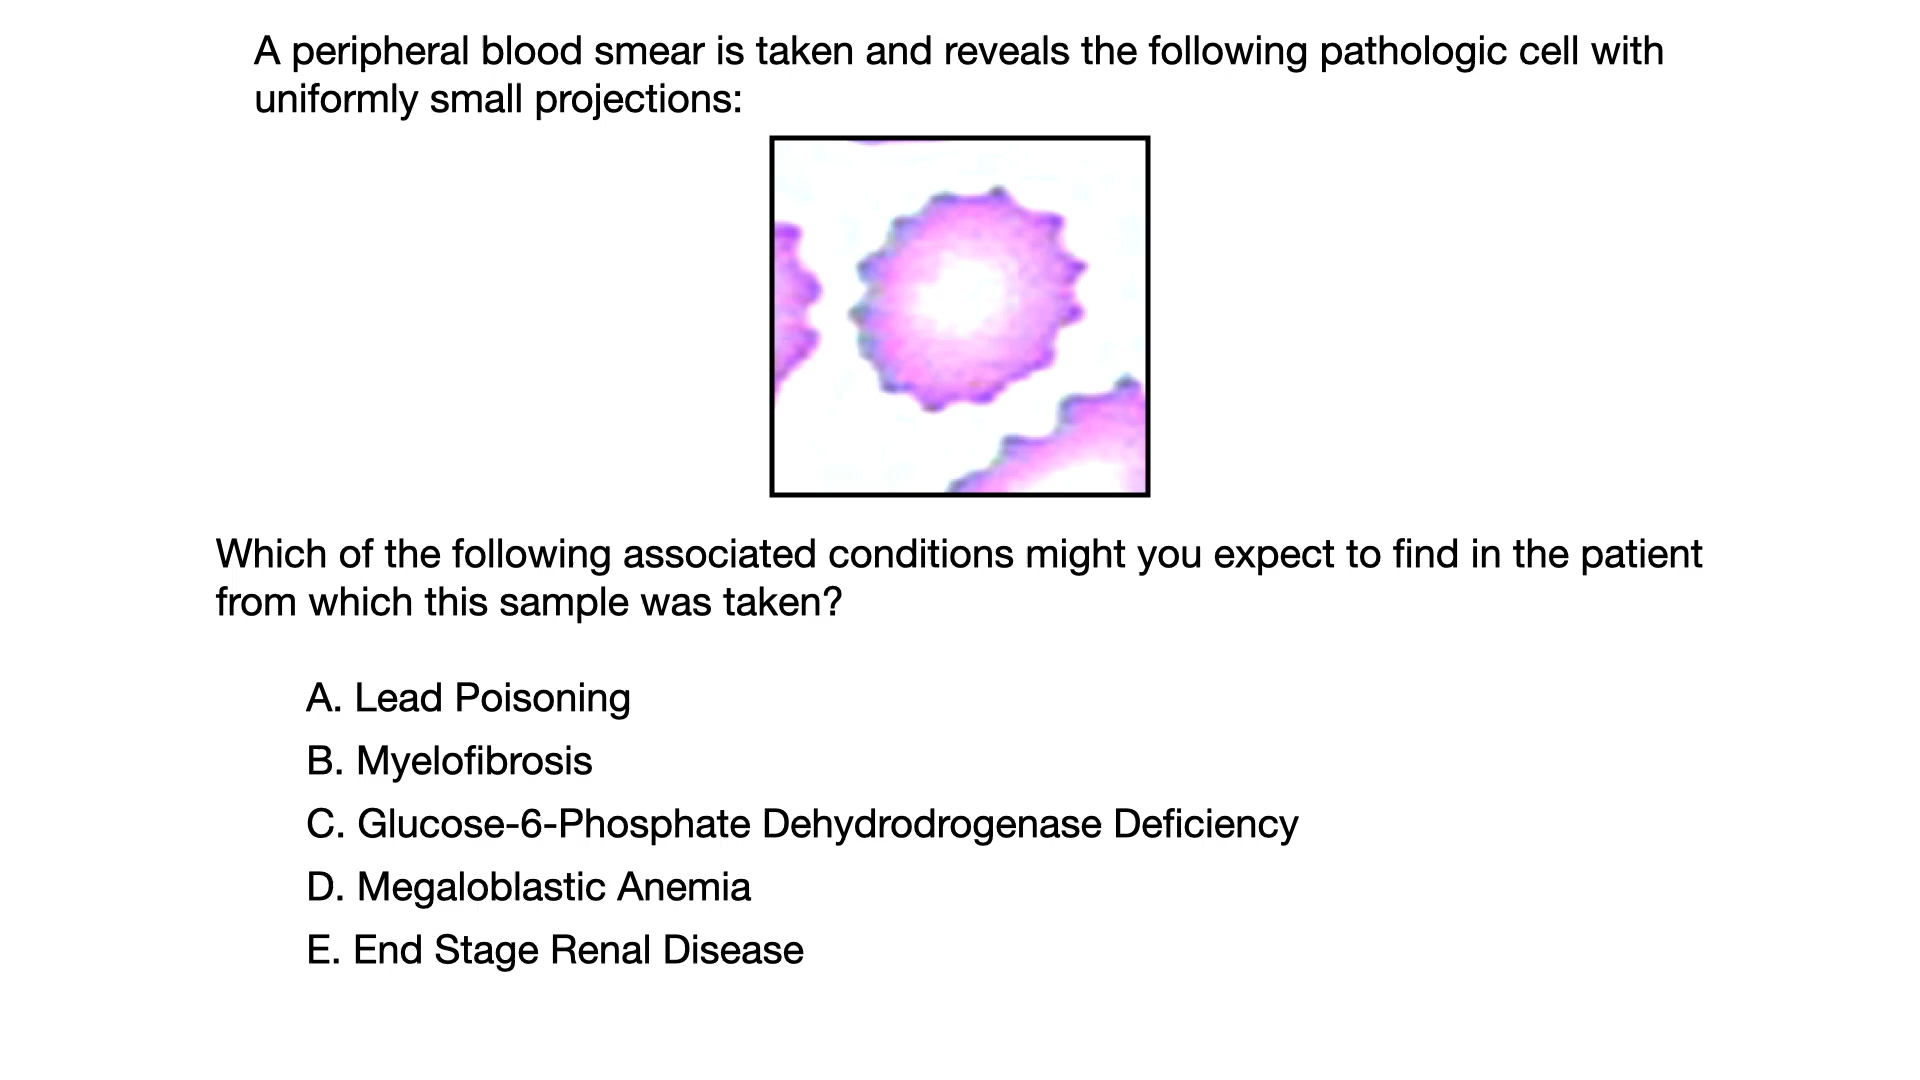 A peripheral blood smear is taken and reveals the following pathologic cell with
uniformly small projections:
Which of the following associated conditions might you expect to find in the patient
from which this sample was taken?
A. Lead Poisoning
B. Myelofibrosis
C. Glucose-6-Phosphate Dehydrodrogenase Deficiency
D. Megaloblastic Anemia
E. End Stage Renal Disease